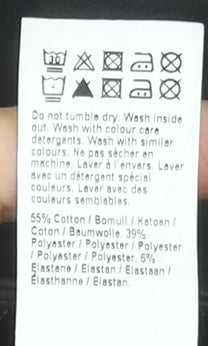 30
Do not tumble dry. Wash inside
out. Wash with colour care
detergents. Wash with similar
colours. Ne pas sécher en
machine. Laver à l'envers. Laver
avec un détergent spécial
couleurs. Laver avec des
couleurs semblables.
55% Cotton / Bomull / Katoen /
Coton / Baumwolle. 39%
Polyester / Polyester / Polyester
/ Polyester / Polyester. 6%
Elastane / Elastan / Elastaan /
Élasthanne / Elastan.